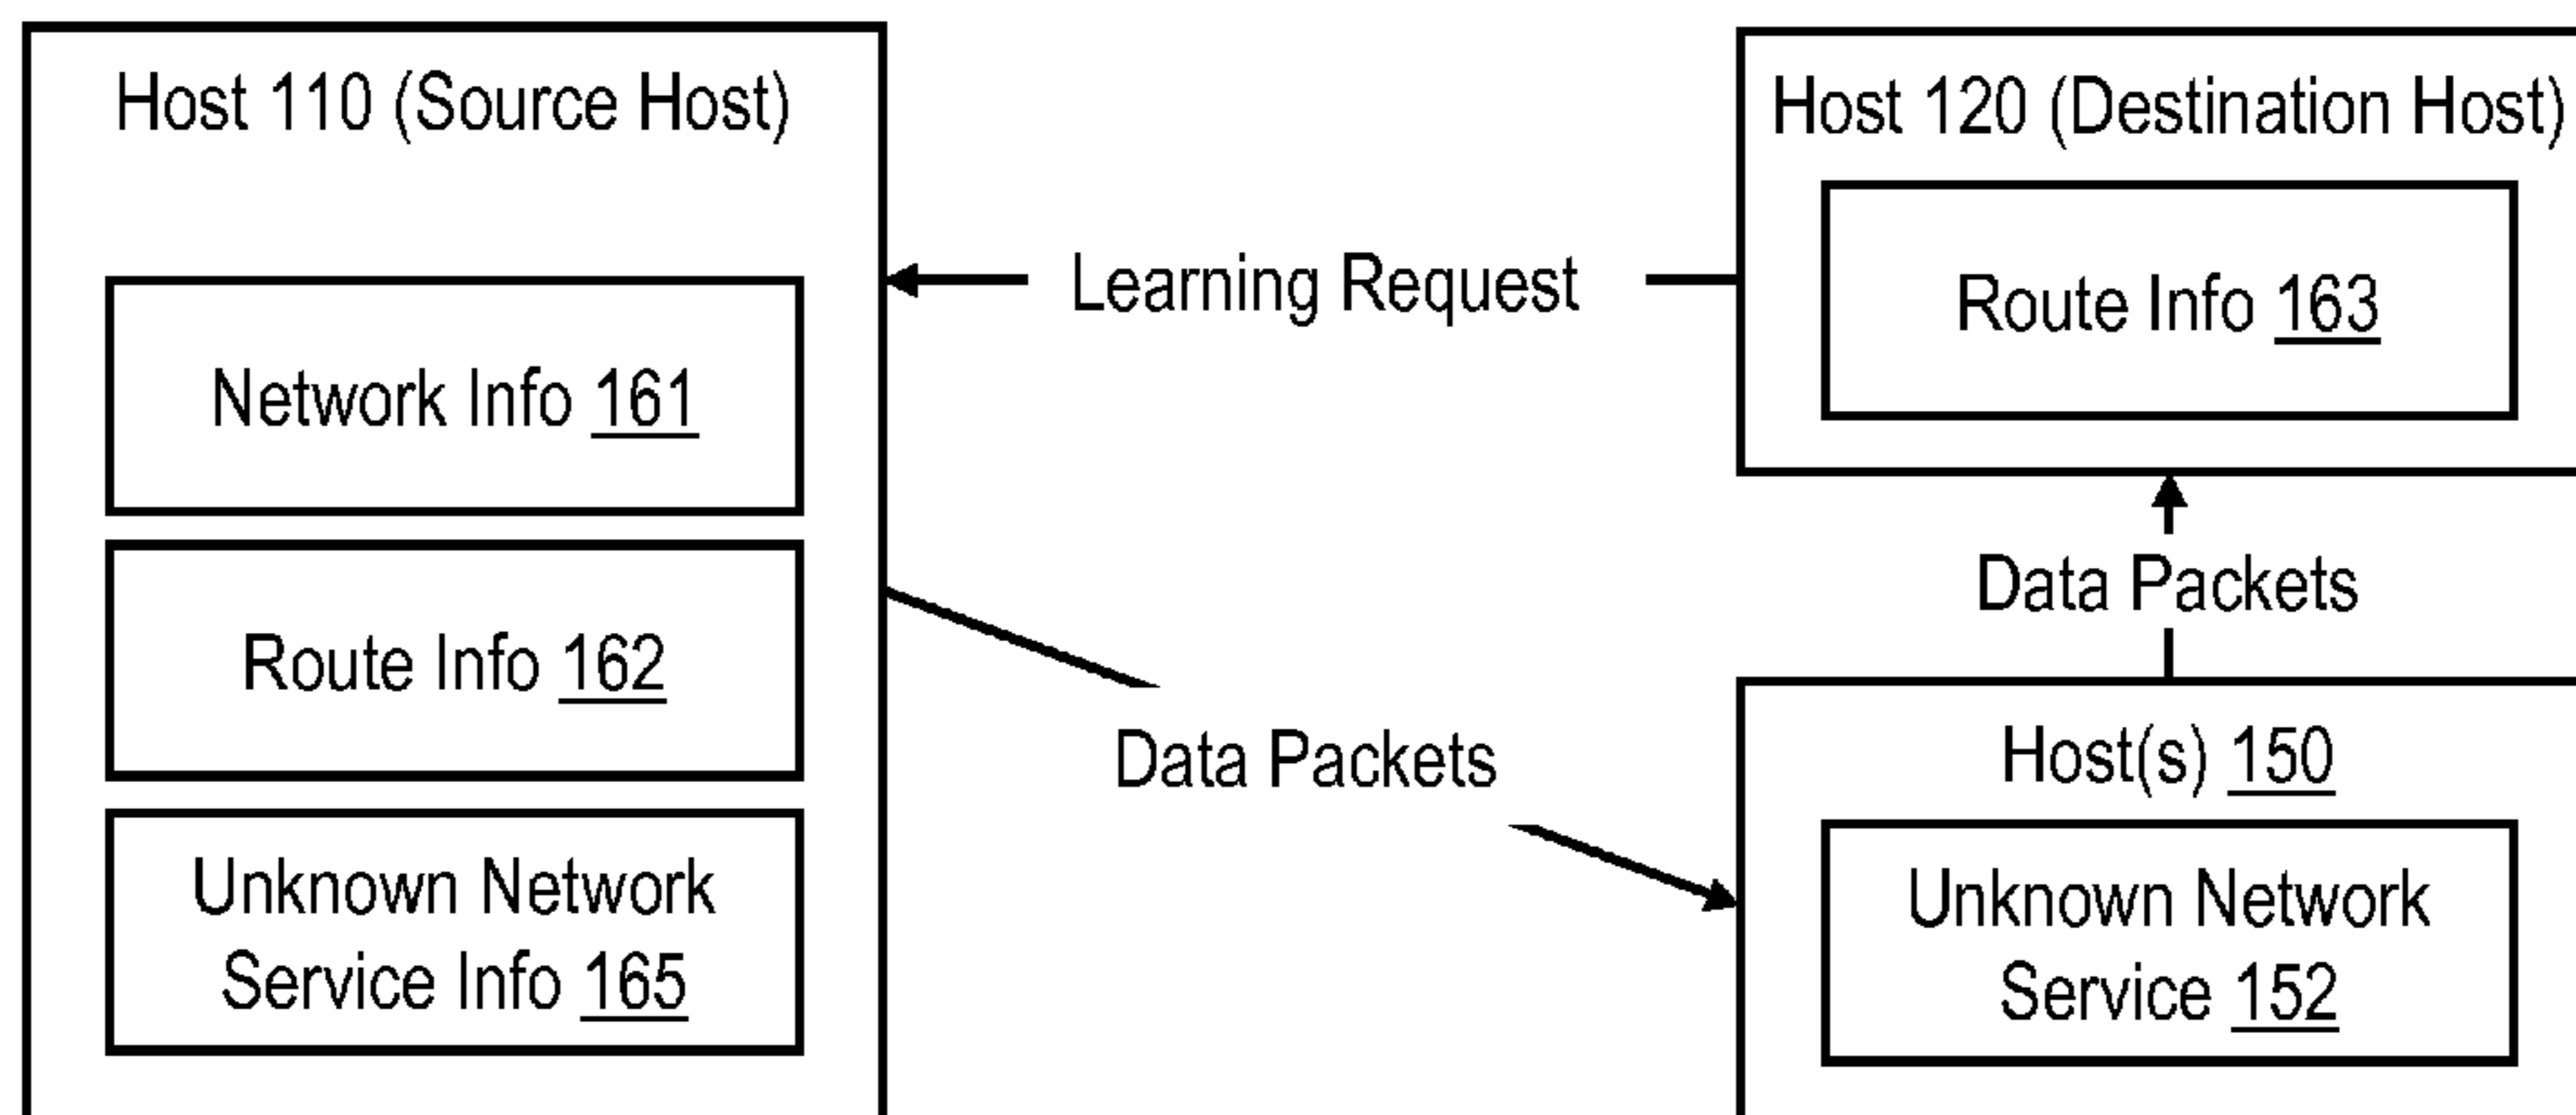 Host 110 (Source Host)
Network Info 161
Route Info 162
Unknown Network
Service Info 165
Learning Request
Data Packets
Host 120 (Destination Host)
Route Info 163
Data Packets
Host(s) 150
Unknown Network
Service 152